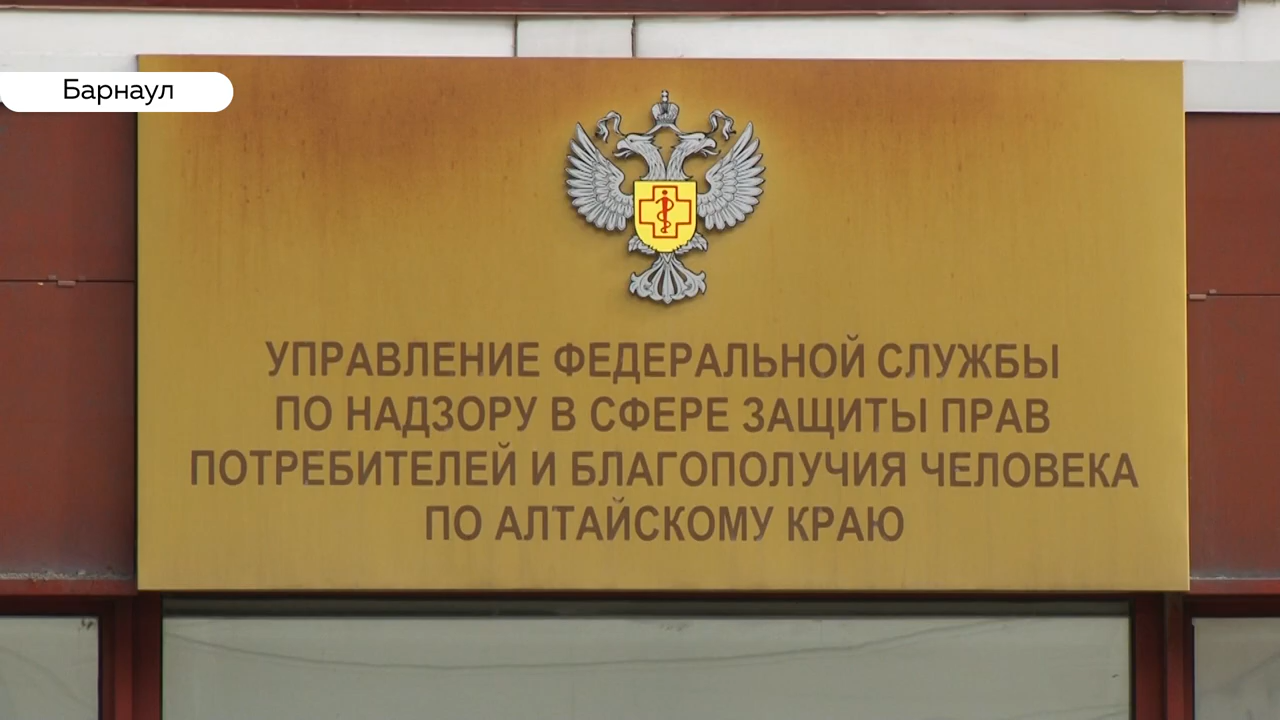 Барнаул
УПРАВЛЕНИЕ ФЕДЕРАЛЬНОЙ СЛУЖБЫ
ПО НАДЗОРУ В СФЕРЕ ЗАЩИТЫ ПРАВ
ПОТРЕБИТЕЛЕЙ И БЛАГОПОЛУЧИЯ ЧЕЛОВЕКА
ПО АЛТАЙСКОМУ КРАЮ